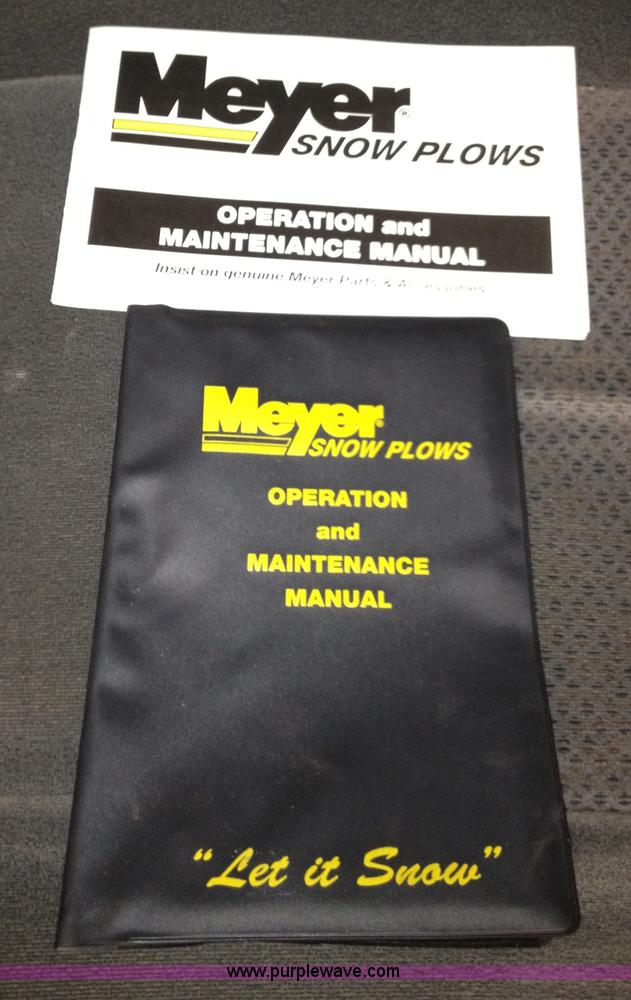 Meyer®
SNOW PLOWS
OPERATION and
MAINTENANCE MANUAL
Insist on genuine Meyer Parts & Accessories
Meyer®
SNOW PLOWS
OPERATION
and
MAINTENANCE
MANUAL
"Let it Snow"
www.purplewave.com